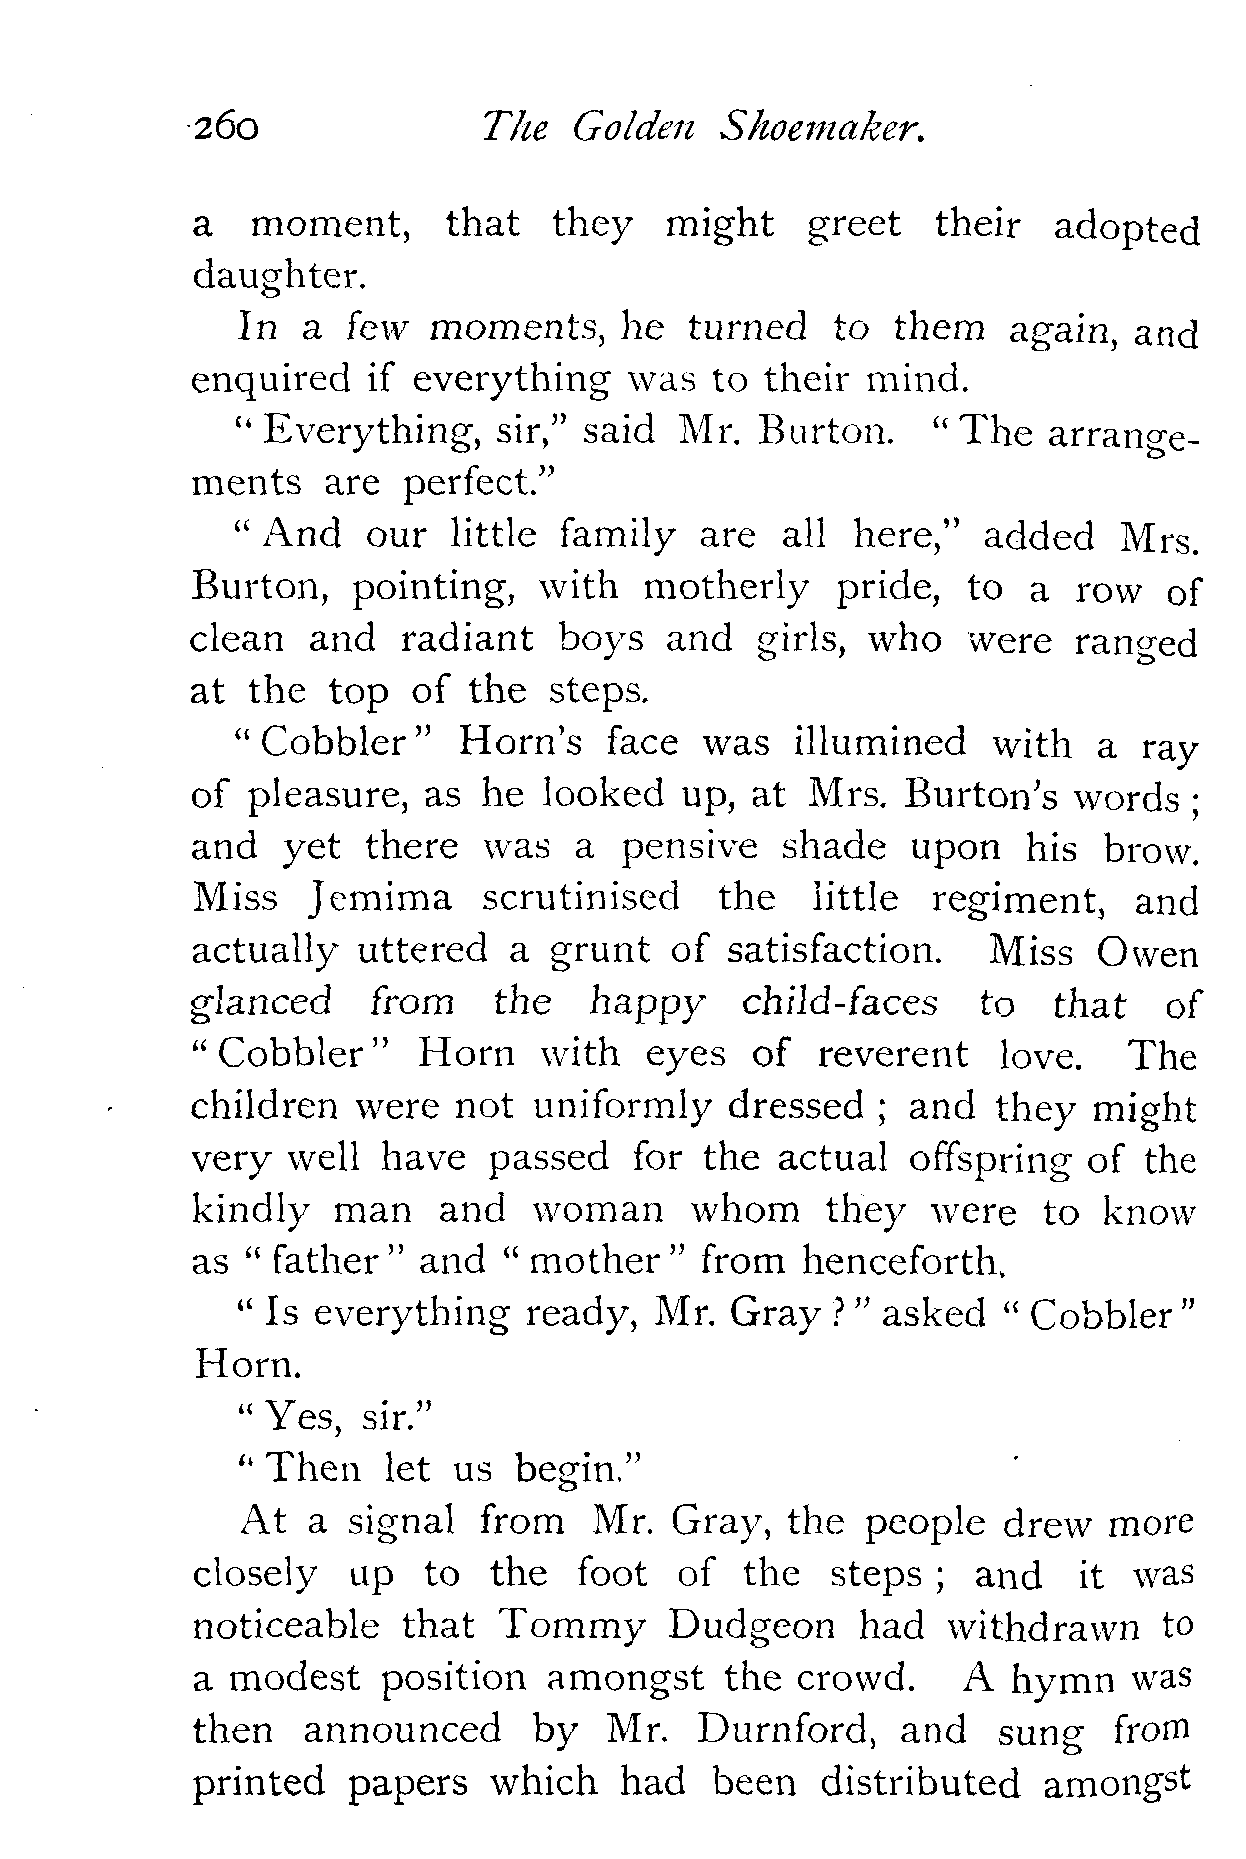 260 The Golden Shoemaker.
a moment, that they might greet their adopted
daughter.
In a few moments, he turned to them again, and
enquired if everything was to their mind.
“ Everything, sir,” said Mr. Burton. “ The arrange-
ments are perfect.”
“ And our little family are all here,” added Mrs.
Burton, pointing, with motherly pride, to a row of
clean and radiant boys and girls, who were ranged
at the top of the steps.
“ Cobbler ” Horn’s face was illumined with a ray
of pleasure, as he looked up, at Mrs. Burton’s words ;
and yet there was a pensive shade upon his brow.
Miss Jemima scrutinised the little regiment, and
actually uttered a grunt of satisfaction. Miss Owen
glanced from the happy child-faces to that of
“ Cobbler ” Horn with eyes of reverent love. The
children were not uniformly dressed ; and they might
very well have passed for the actual offspring of the
kindly man and woman whom they were to know
as “ father ” and “ mother ” from henceforth.
“ Is everything ready, Mr. Gray ? ” asked “ Cobbler ”
Horn.
“ Yes, sir.”
“ Then let us begin.”
At a signal from Mr. Gray, the people drew more
closely up to the foot of the steps ; and it was
noticeable that Tommy Dudgeon had withdrawn to
a modest position amongst the crowd. A hymn was
then announced by Mr. Durnford, and sung from
printed papers which had been distributed amongst